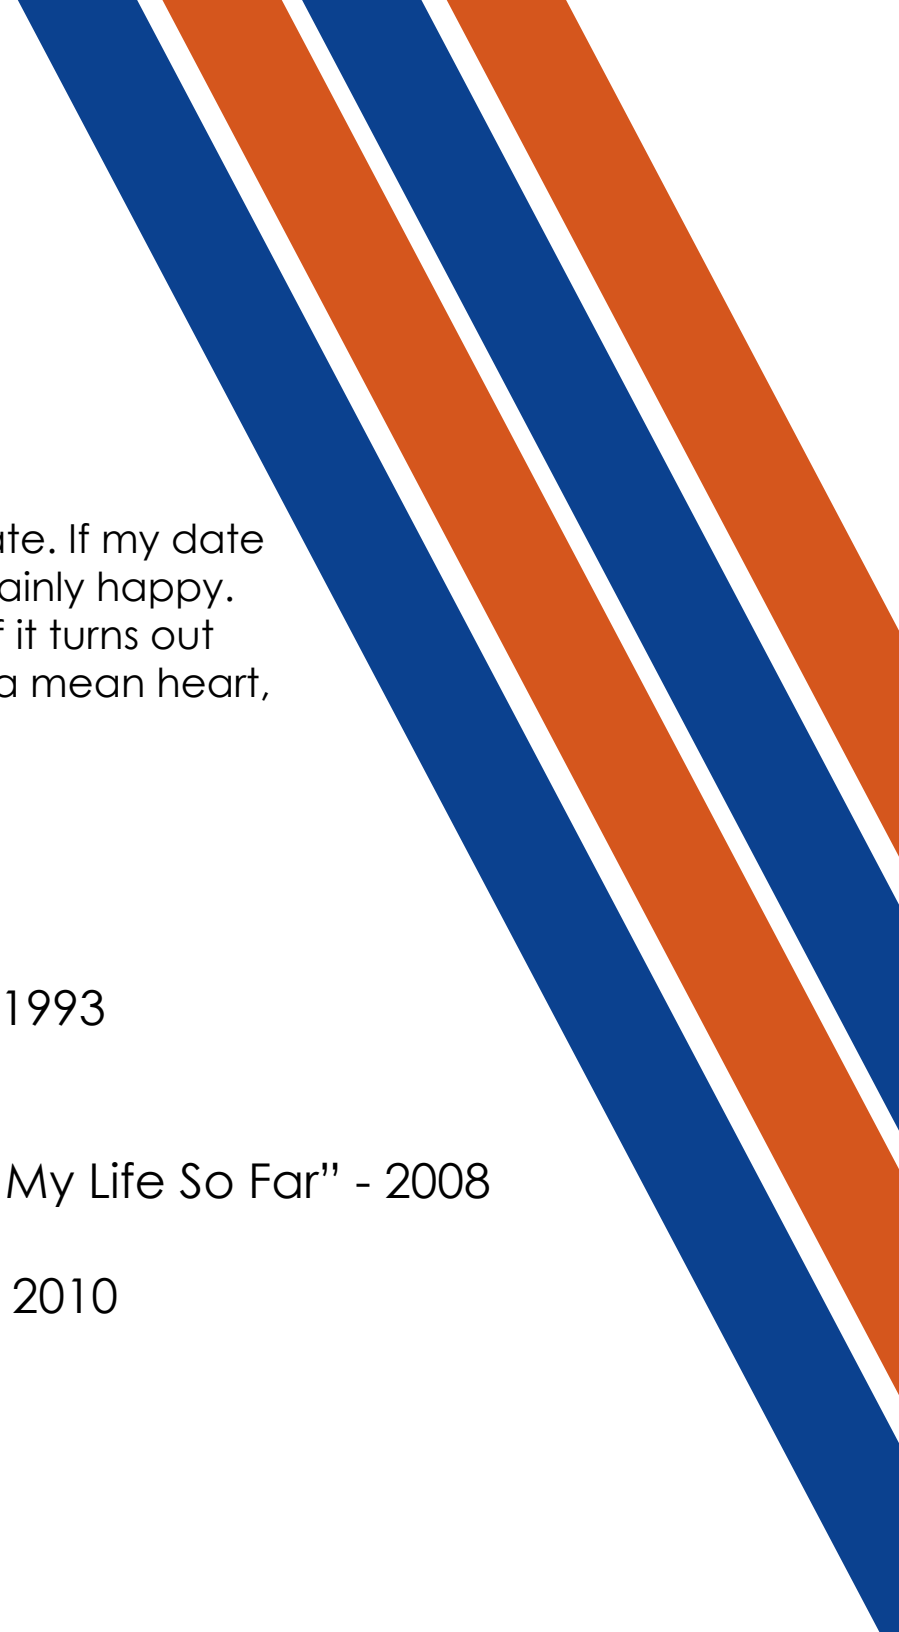 ate. If my date
ainly happy.
f it turns out
a mean heart,
1993
My Life So Far” - 2008
2010